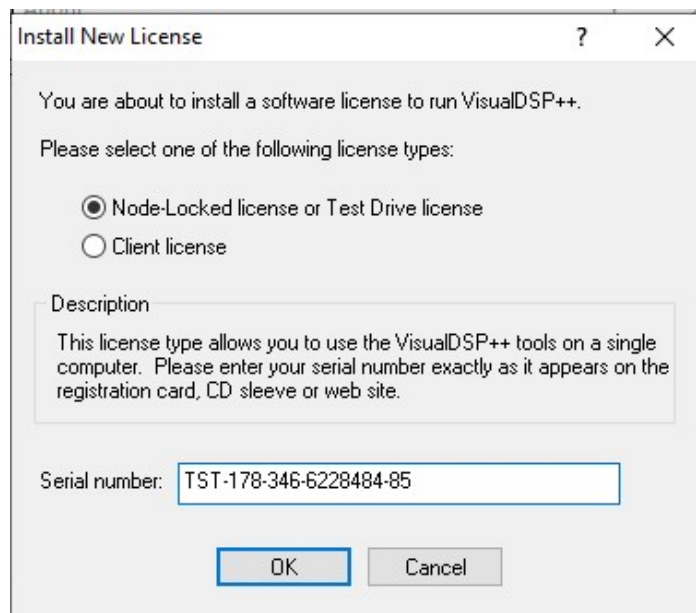 Install New License
You are about to install a software license to run VisualDSP++.
Please select one of the following license types:
Node-Locked license or Test Drive license
Client license
Description
This license type allows you to use the VisualDSP++ tools on a single
computer. Please enter your serial number exactly as it appears on the
registration card, CD sleeve or web site.
Serial number: TST-178-346-6228484-85
OK Cancel